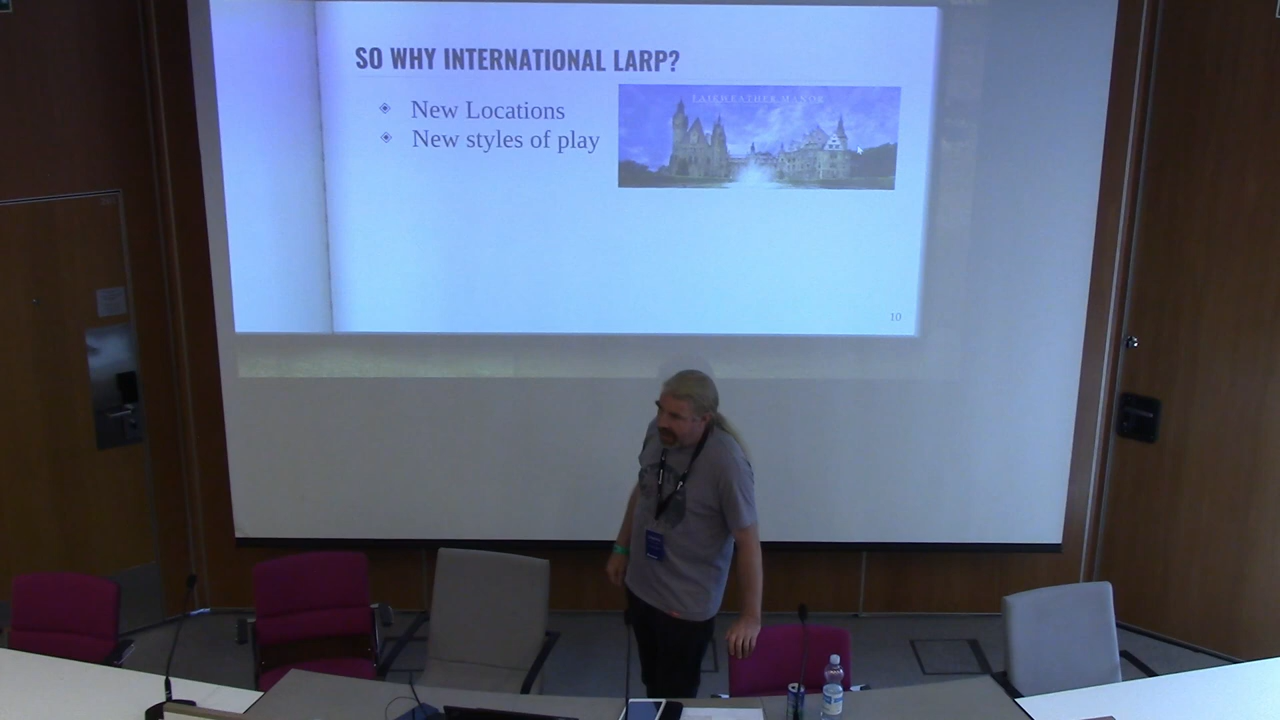 SO WHY INTERNATIONAL LARP?
New Locations
New styles of play
FAIRWEATHER MANOR
10